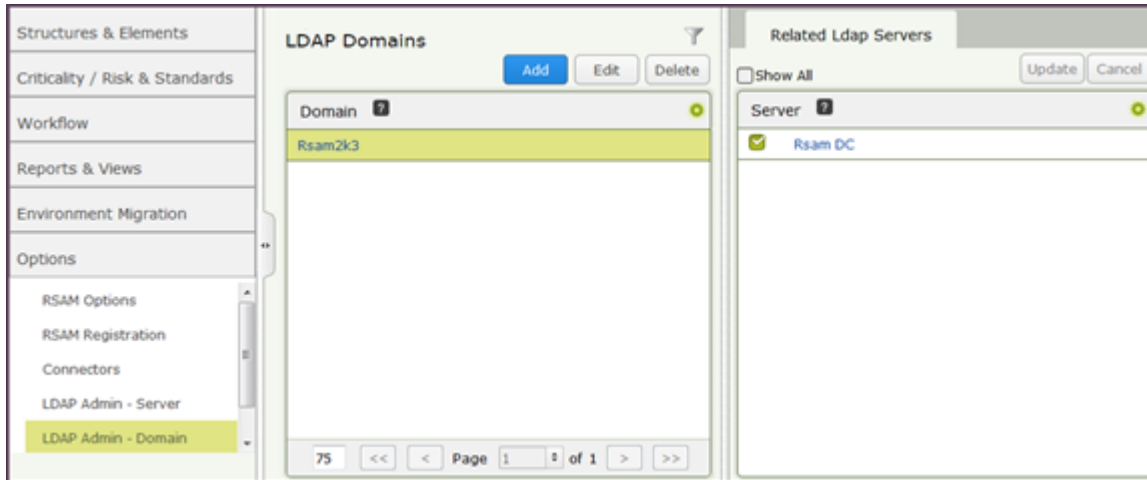 Structures & Elements
Criticality / Risk & Standards
Workflow
Reports & Views
Environment Migration
Options
RSAM Options
RSAM Registration
Connectors
LDAP Admin - Server
LDAP Admin - Domain
LDAP Domains
Add Edit Delete
Domain ?
Rsam2k3
75 << < Page 1 of 1 > >>
Related Ldap Servers
Show All Update Cancel
Server ?
Rsam DC